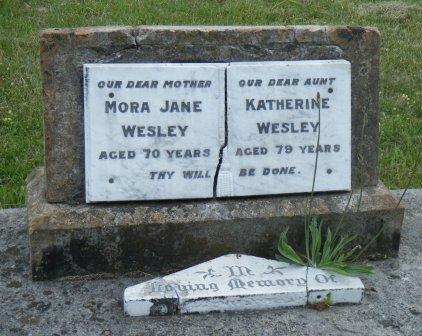 OUR DEAR MOTHER
MORA JANE
WESLEY
AGED 70 YEARS
OUR DEAR AUNT
KATHERINE
WESLEY
AGED 79 YEARS
THY WILL BE DONE.
In
Loving Memory Of